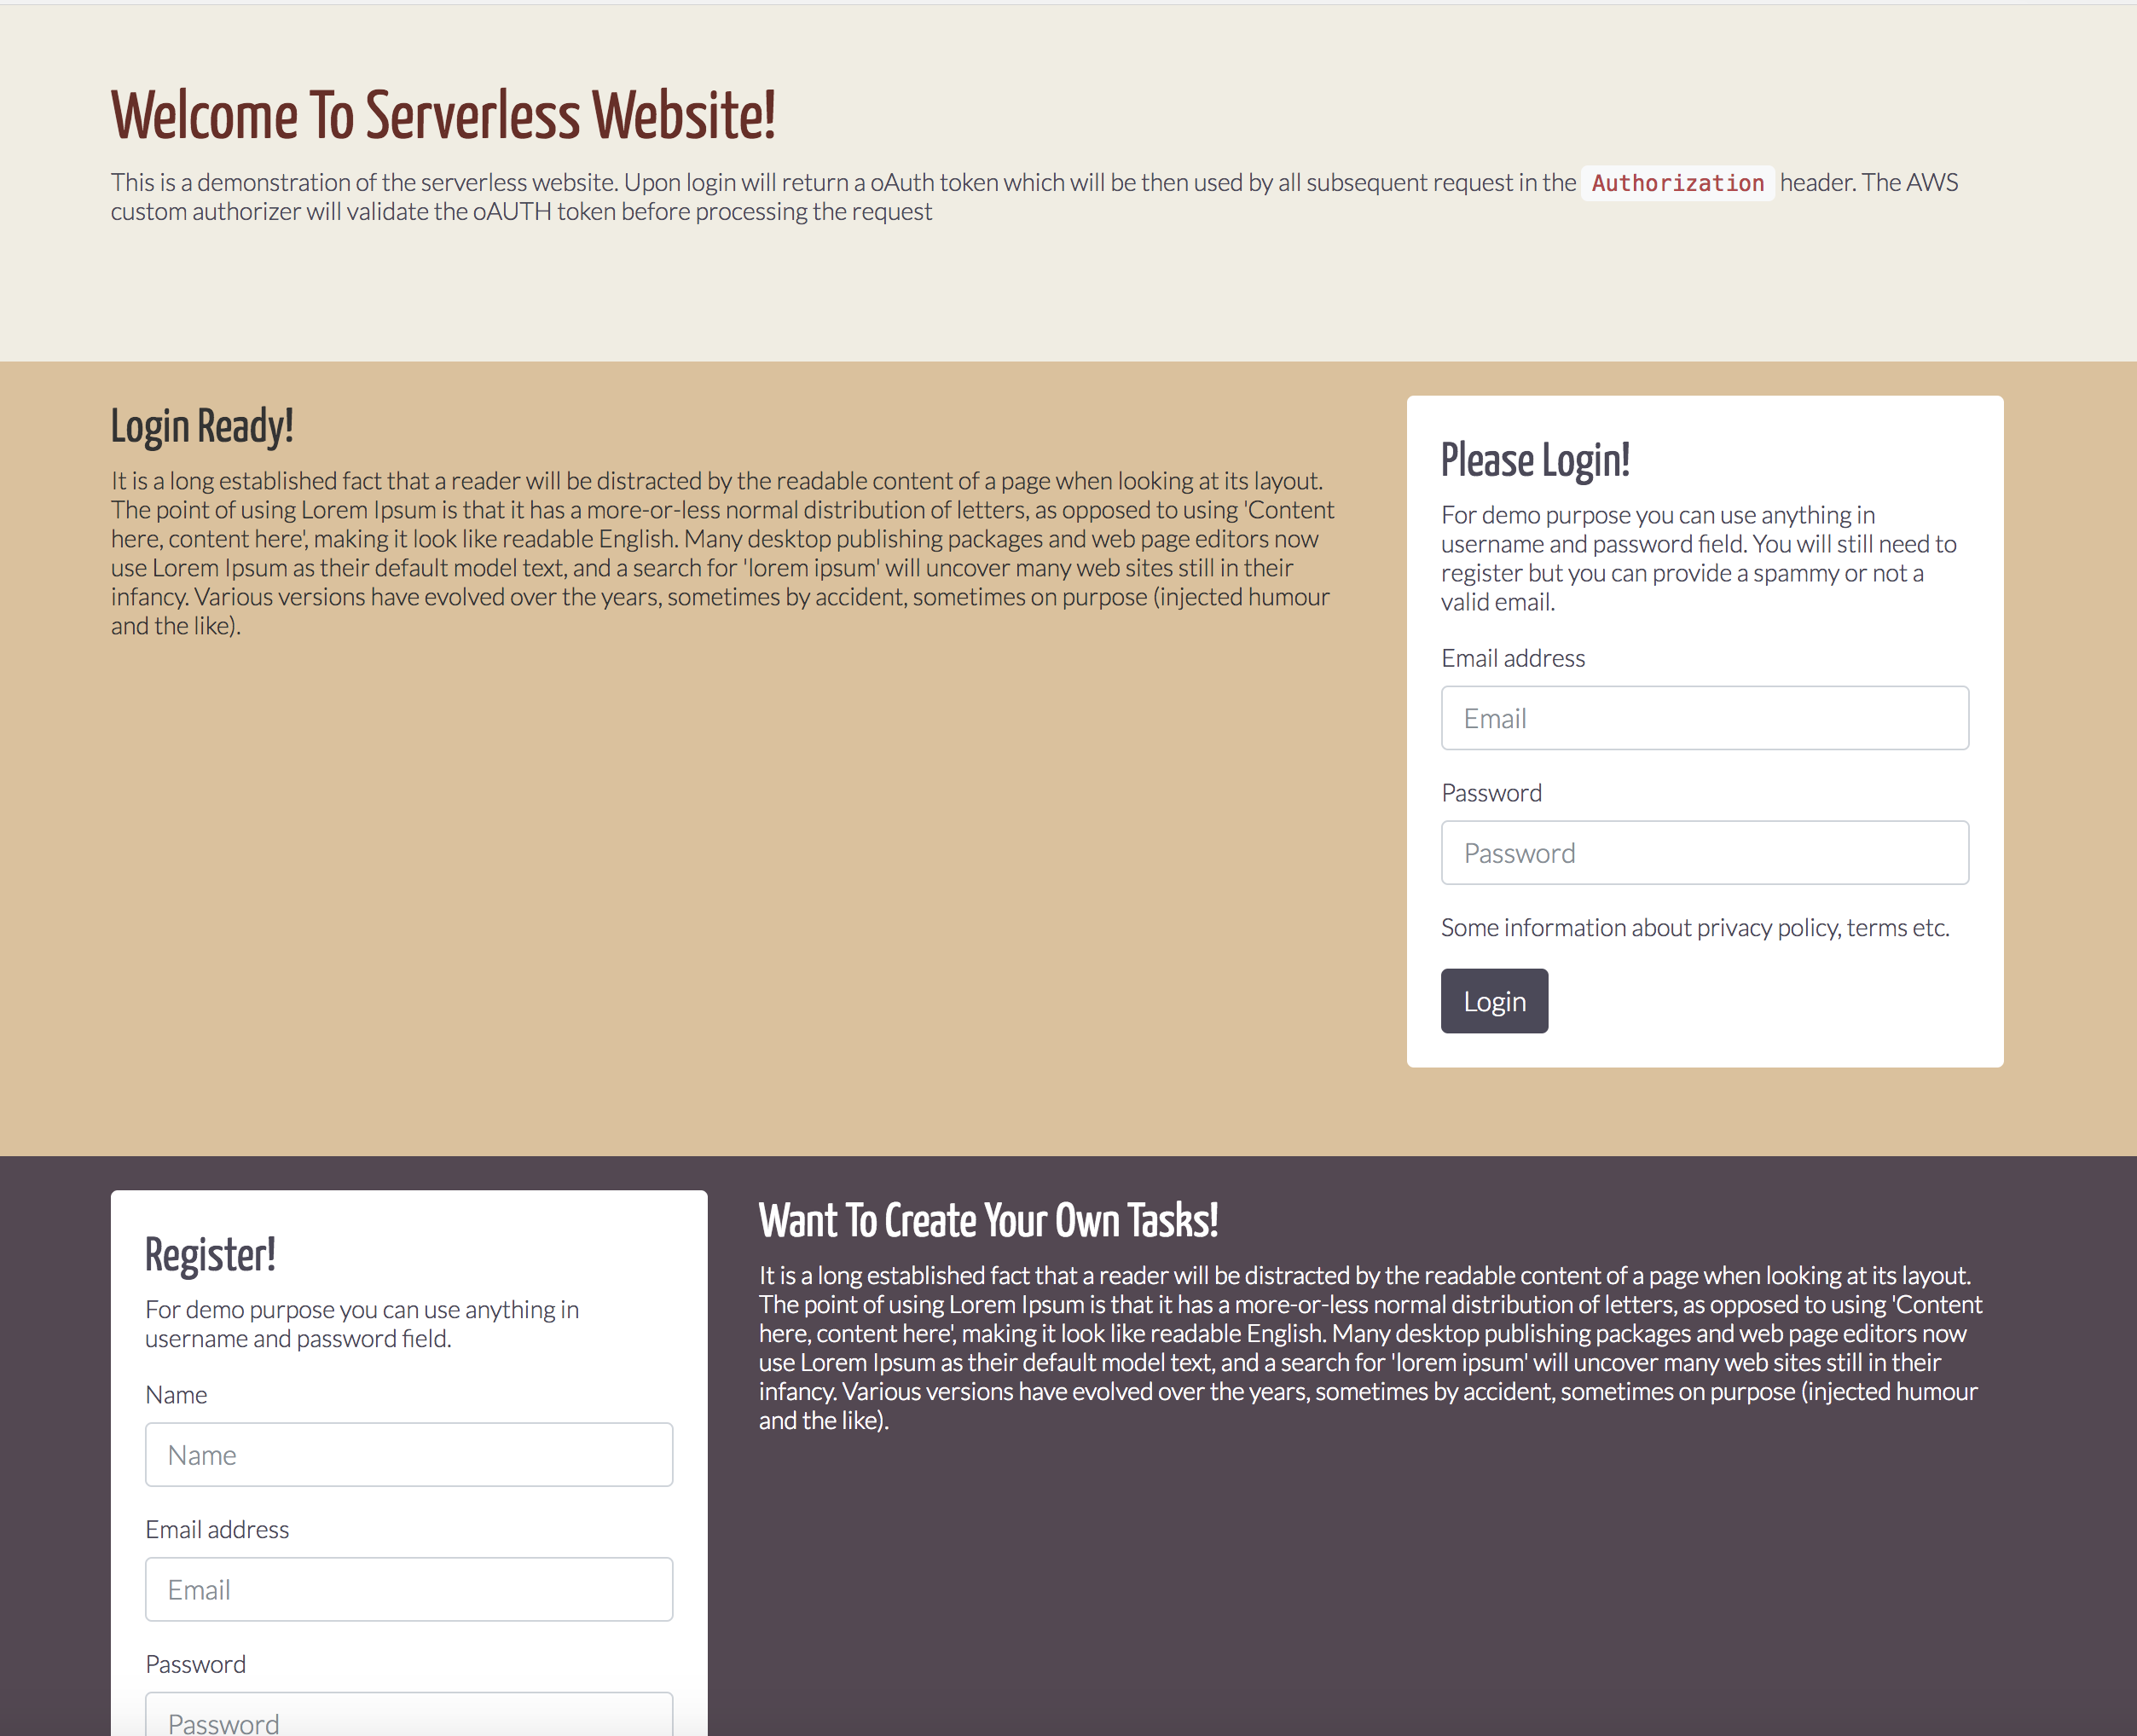 Welcome To Serverless Website!
This is a demonstration of the serverless website. Upon login will return a oAuth token which will be then used by all subsequent request in the Authorization header. The AWS
custom authorizer will validate the oAUTH token before processing the request
Login Ready!
It is a long established fact that a reader will be distracted by the readable content of a page when looking at its layout.
The point of using Lorem Ipsum is that it has a more-or-less normal distribution of letters, as opposed to using 'Content
here, content here', making it look like readable English. Many desktop publishing packages and web page editors now
use Lorem Ipsum as their default model text, and a search for 'lorem ipsum' will uncover many web sites still in their
infancy. Various versions have evolved over the years, sometimes by accident, sometimes on purpose (injected humour
and the like).
Please Login!
For demo purpose you can use anything in
username and password field. You will still need to
register but you can provide a spammy or not a
valid email.
Email address
Email
Password
Password
Some information about privacy policy, terms etc.
Login
Register!
For demo purpose you can use anything in
username and password field.
Name
Name
Email address
Email
Password
Password
Want To Create Your Own Tasks!
It is a long established fact that a reader will be distracted by the readable content of a page when looking at its layout.
The point of using Lorem Ipsum is that it has a more-or-less normal distribution of letters, as opposed to using 'Content
here, content here', making it look like readable English. Many desktop publishing packages and web page editors now
use Lorem Ipsum as their default model text, and a search for 'lorem ipsum' will uncover many web sites still in their
infancy. Various versions have evolved over the years, sometimes by accident, sometimes on purpose (injected humour
and the like).